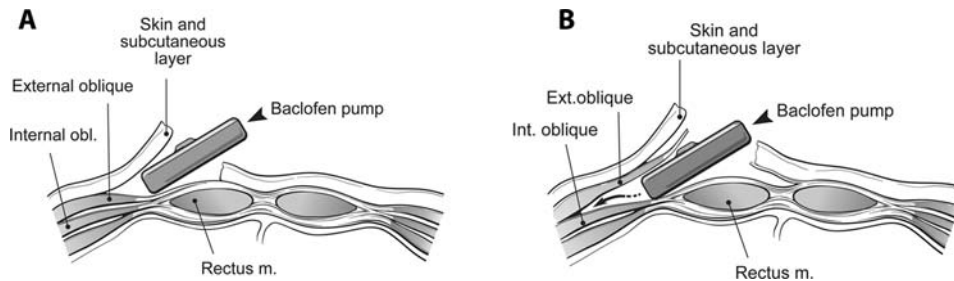 A
Skin and
subcutaneous
layer
External oblique
Internal obl.
Baclofen pump
Rectus m.
B
Skin and
subcutaneous layer
Ext.oblique
Int. oblique
Baclofen pump
Rectus m.